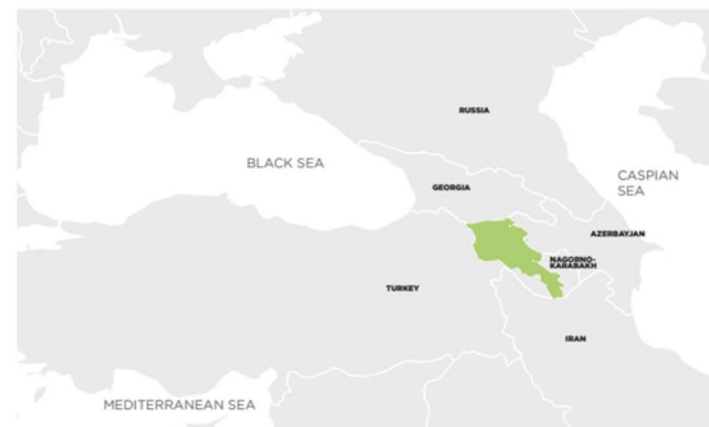 RUSSIA
BLACK SEA
CASPIAN
SEA
GEORGIA
AZERBAYJAN
NAGORNO-
KARABAKH
TURKEY
IRAN
MEDITERRANEAN SEA